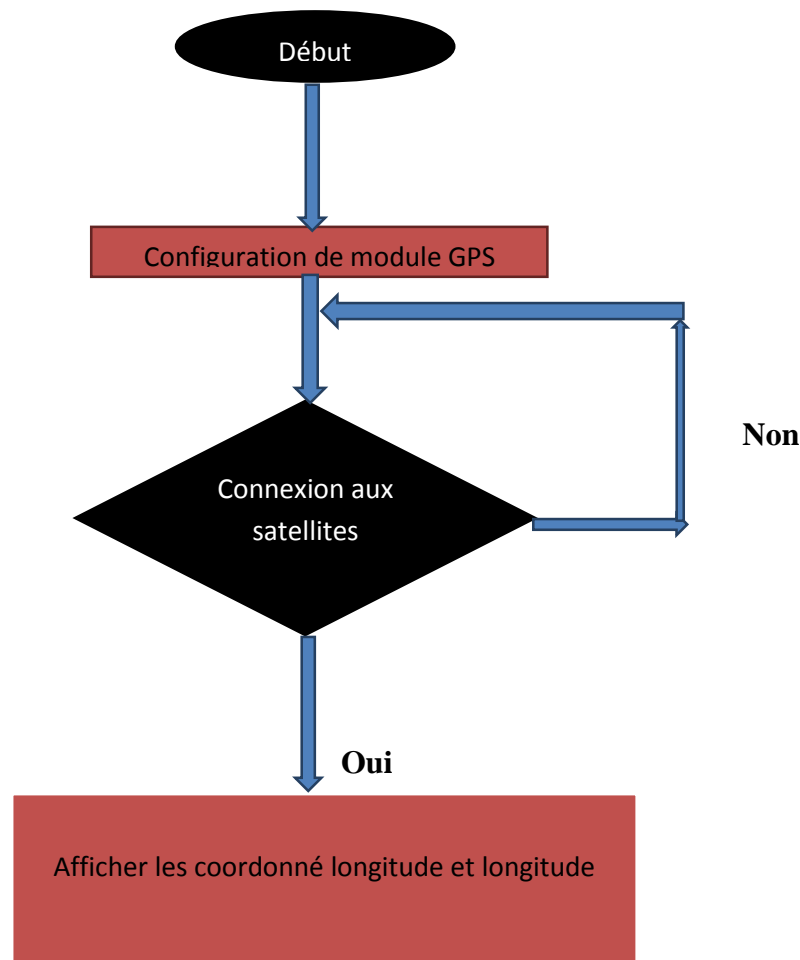 Début
Configuration de module GPS
Non
Connexion aux
satellites
Oui
Afficher les coordonné longitude et longitude